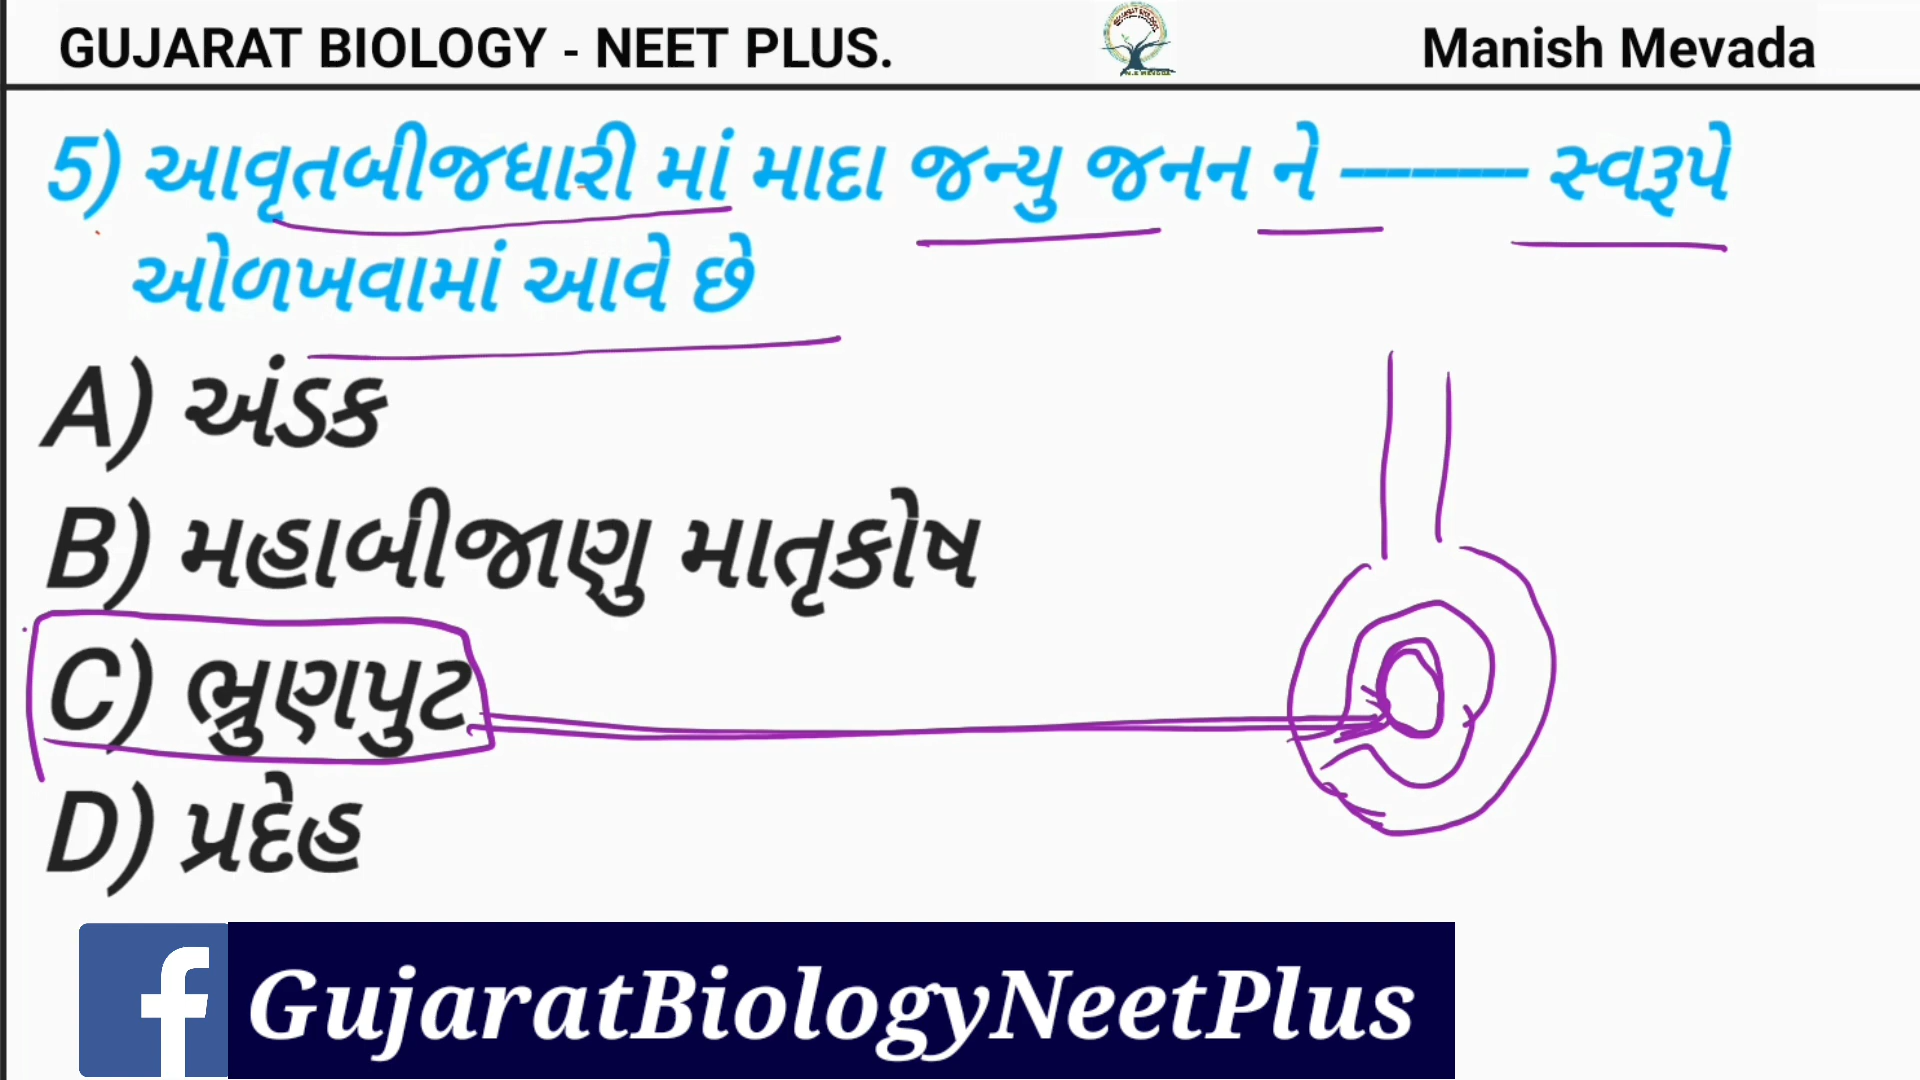 GUJARAT BIOLOGY - NEET PLUS.
Manish Mevada
5) આવૃતબીજધારી માં માદા જન્યુ જનન ને -------- સ્વરૂપે
ઓળખવામાં આવે છે
A) અંડક
B) મહાબીજાણુ માતૃકોષ
C) ભ્રુણપુટ
D) પ્રદેહ
f GujaratBiologyNeetPlus